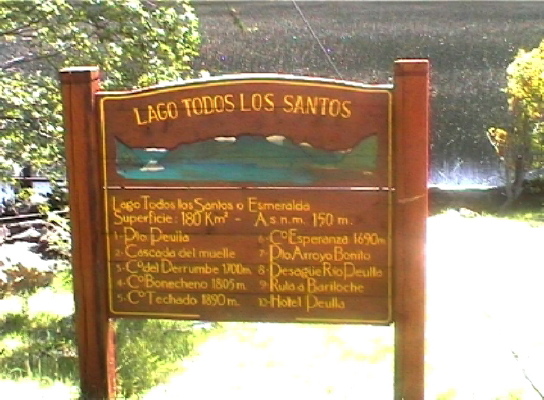 LAGO TODOS LOS SANTOS
Lago Todos los Santos o Esmeralda
Superficie: 180 Km² - A.s.n.m. 150 m.
1- Pto. Peulla
2- Cascada del muelle
3- Cº del Derrumbe 1700m.
4- Cº Bonechemo 1805 m.
5- Cº Techado 1890 m.
6- Cº Esperanza 1690m
7- Pto. Arroyo Bonito
8- Desagüe Río Peulla
9- Ruta a Bariloche
10- Hotel Peulla